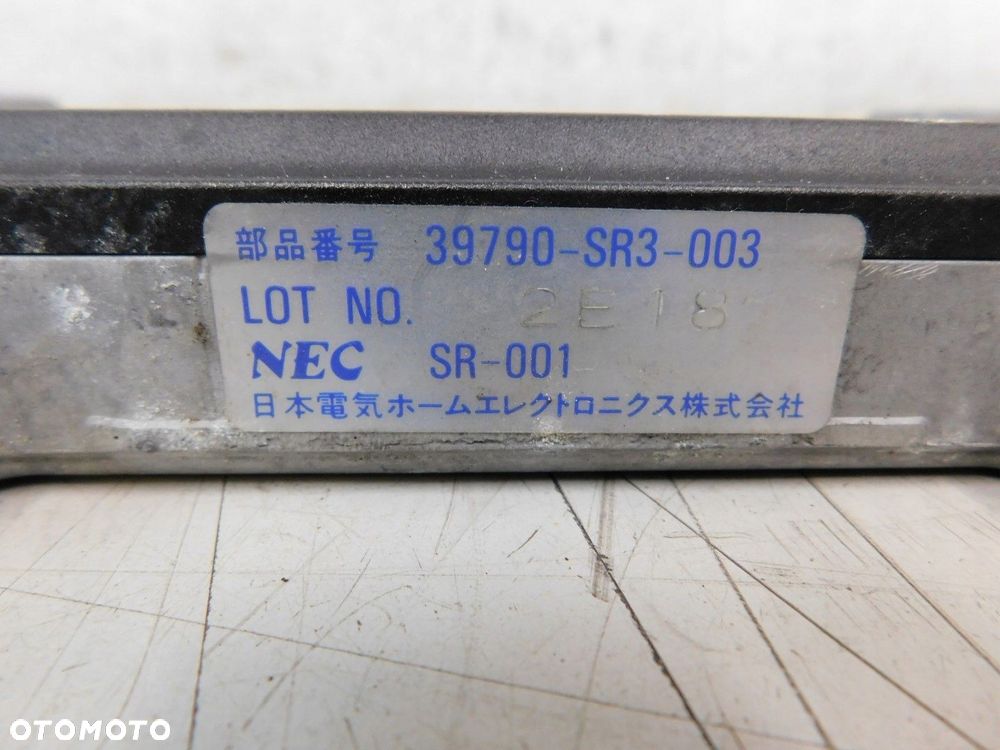 部品番号 39790-SR3-003
LOT NO. 2E18
NEC SR-001
日本電気ホームエレクトロニクス株式会社
OTOMOTO